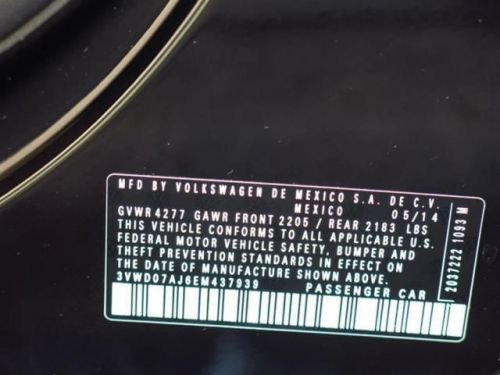 MFD BY VOLKSWAGEN DE MEXICO S.A. DE C.V.
MEXICO 05/14
GVWR4277 GAWR FRONT 2205 / REAR 2183 LBS
THIS VEHICLE CONFORMS TO ALL APPLICABLE U.S.
FEDERAL MOTOR VEHICLE SAFETY, BUMPER AND
THEFT PREVENTION STANDARDS IN EFFECT ON
THE DATE OF MANUFACTURE SHOWN ABOVE.
3VWD07AJ6EM437939 PASSENGER CAR
2037222 1093 M